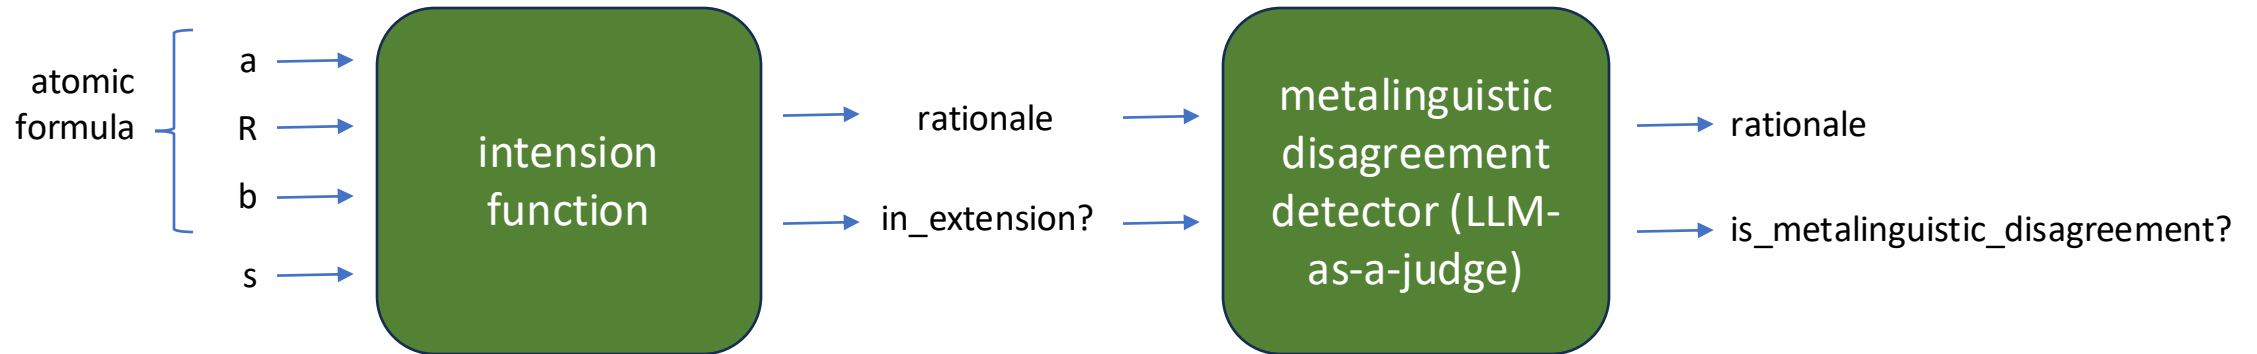 atomic
formula
a
R
b
s
intension
function
rationale
in_extension?
metalinguistic
disagreement
detector (LLM-
as-a-judge)
rationale
is_metalinguistic_disagreement?